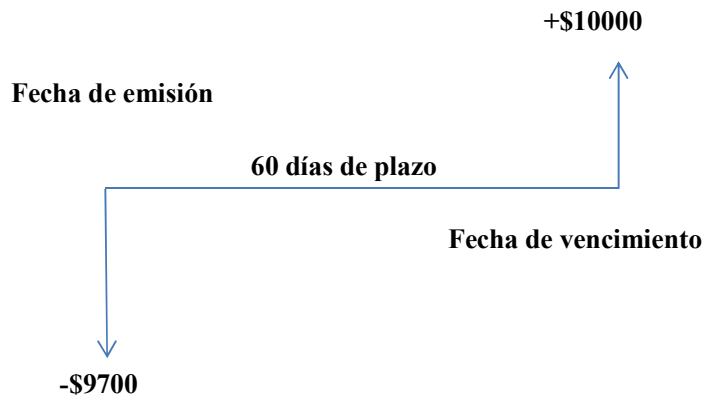 +$10000
Fecha de emisión
60 días de plazo
Fecha de vencimiento
-$9700